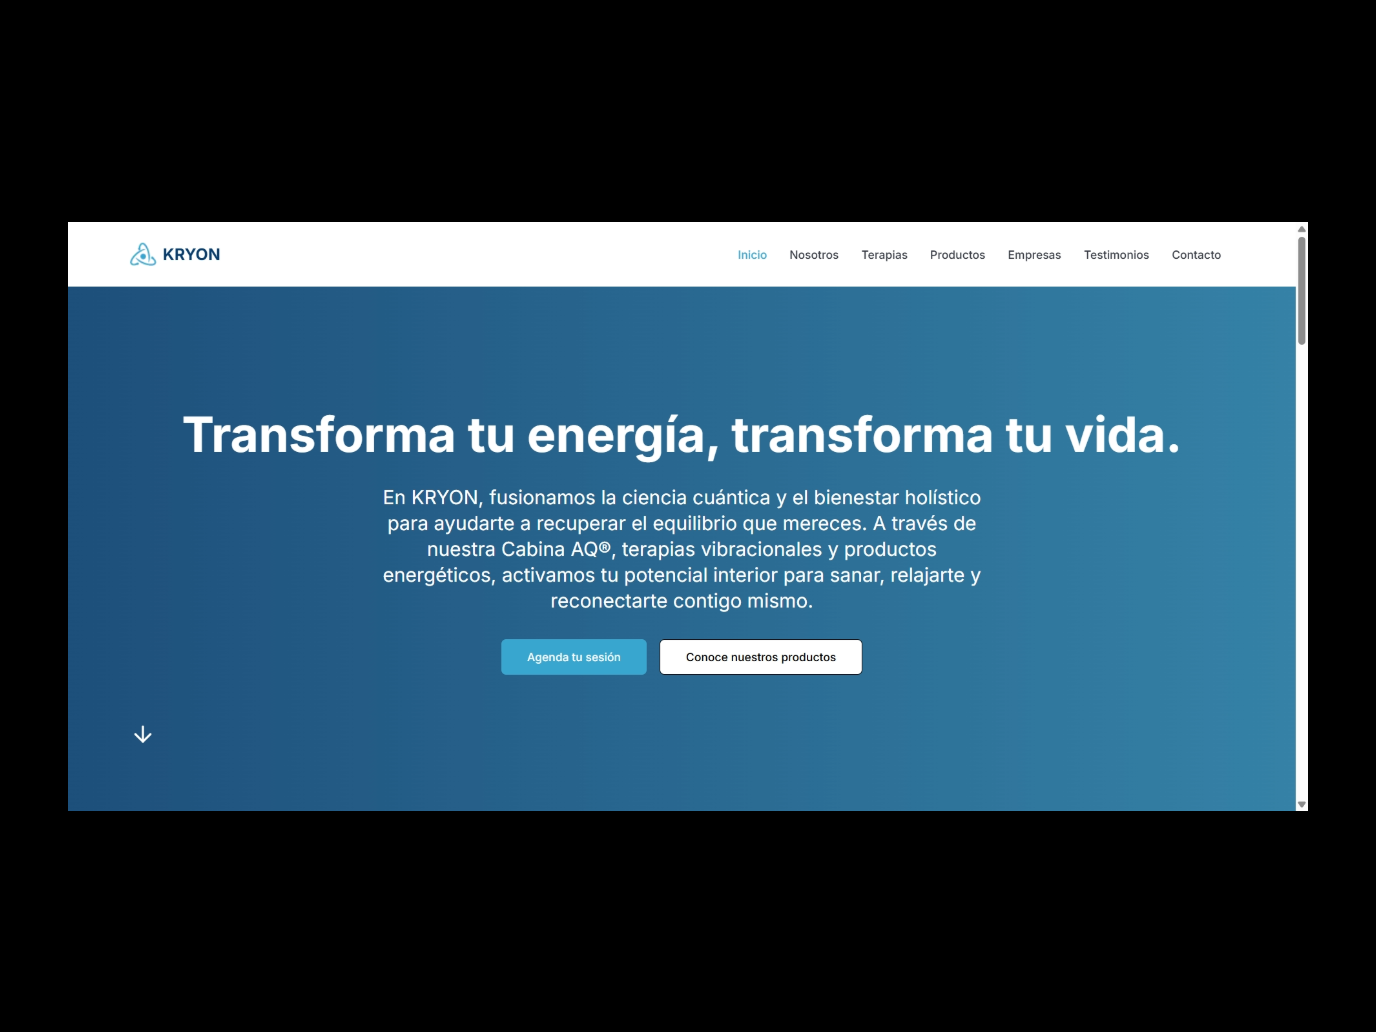 KRYON
Inicio Nosotros Terapias Productos Empresas Testimonios Contacto
Transforma tu energía, transforma tu vida.
En KRYON, fusionamos la ciencia cuántica y el bienestar holístico
para ayudarte a recuperar el equilibrio que mereces. A través de
nuestra Cabina AQ®, terapias vibracionales y productos
energéticos, activamos tu potencial interior para sanar, relajarte y
reconectarte contigo mismo.
Agenda tu sesión Conoce nuestros productos